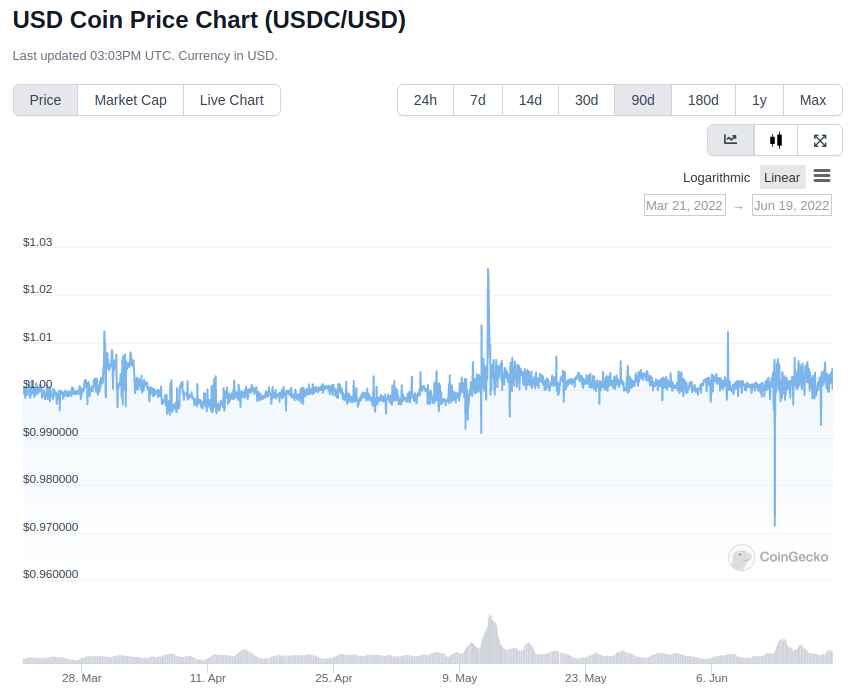 USD Coin Price Chart (USDC/USD)
Last updated 03:03PM UTC. Currency in USD.
Price Market Cap Live Chart 24h 7d 14d 30d 90d 180d 1y Max
Logarithmic Linear
Mar 21, 2022 → Jun 19, 2022
$1.03
$1.02
$1.01
$1.00
$0.990000
$0.980000
$0.970000
CoinGecko
$0.960000
28. Mar 11. Apr 25. Apr 9. May 23. May 6. Jun